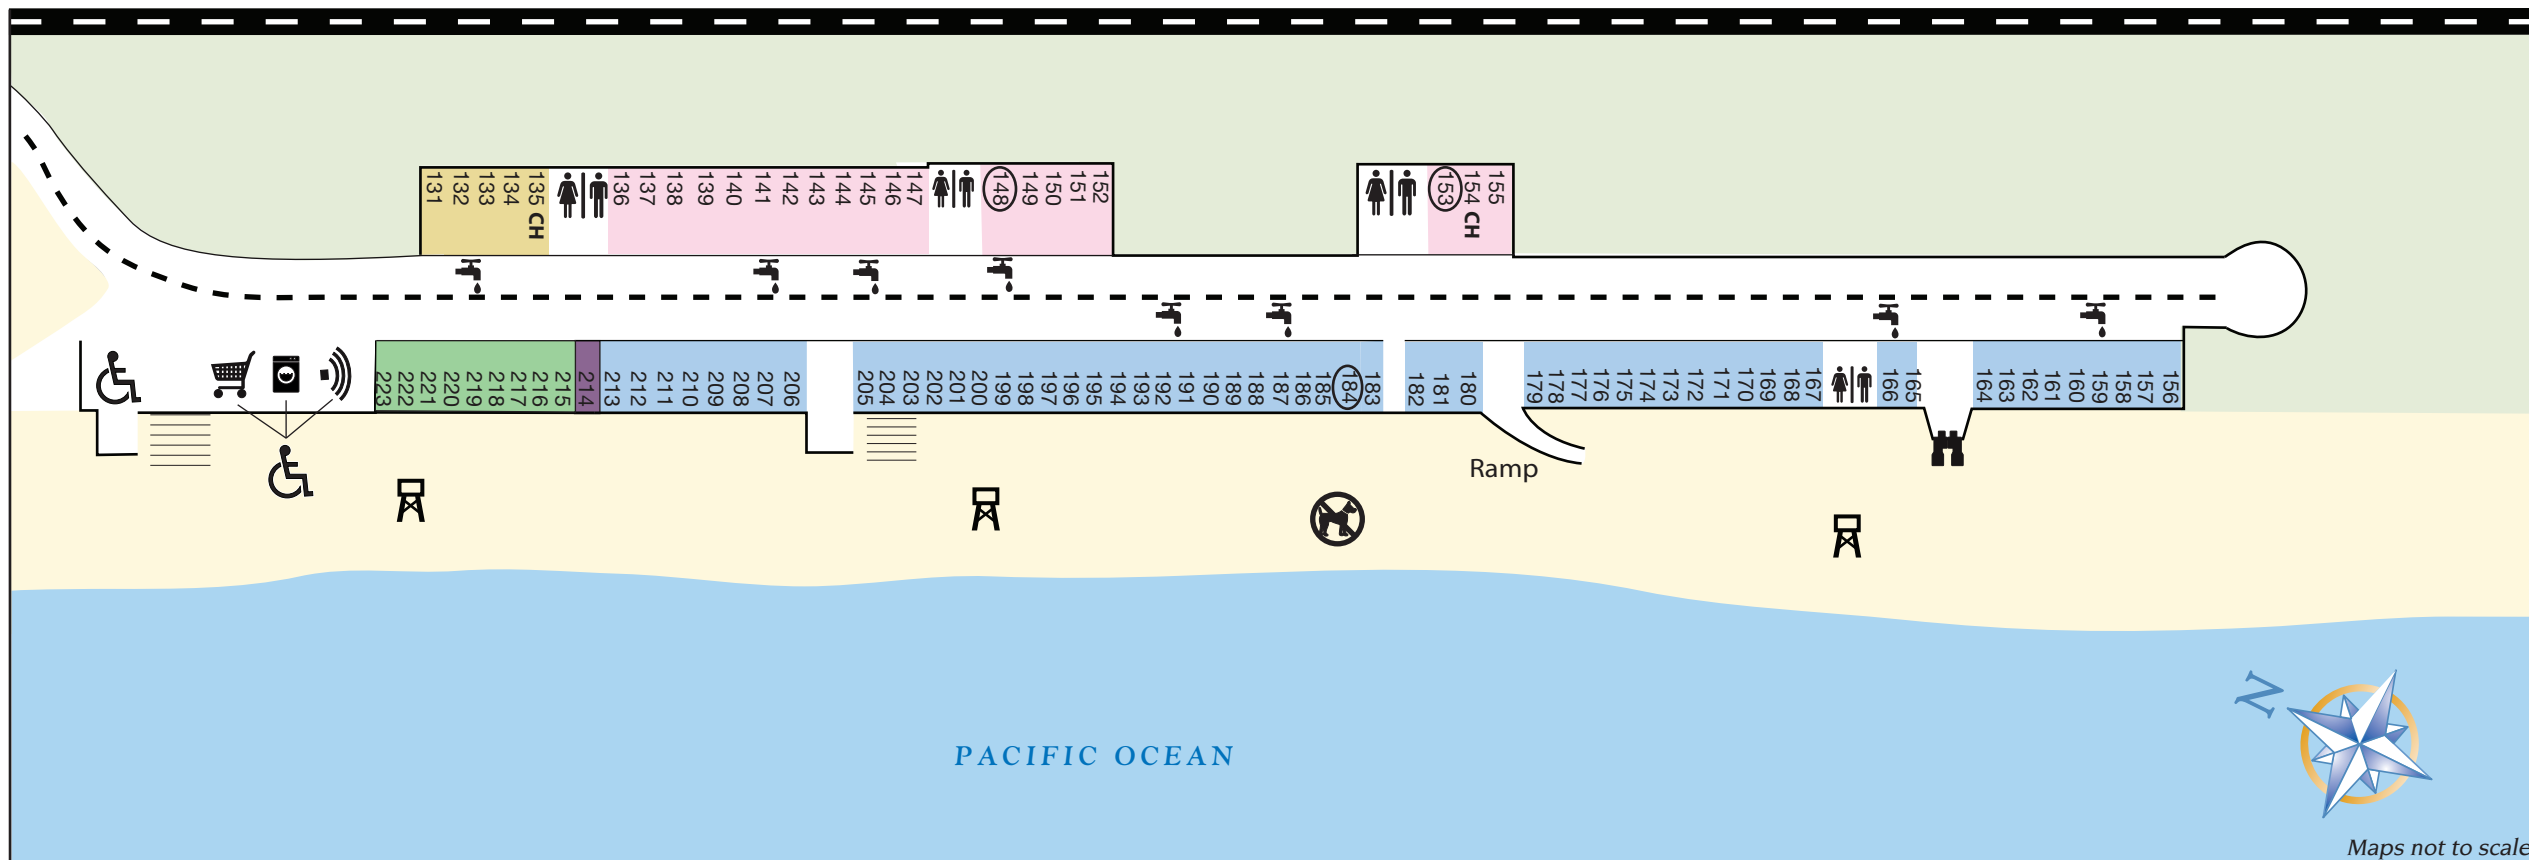 131 132 133 134 135 CH 136 137 138 139 140 141 142 143 144 145 146 147 148 149 150 151 152 153 154 CH 155
223 222 221 220 219 218 217 216 215 214 213 212 211 210 209 208 207 206 205 204 203 202 201 200 199 198 197 196 195 194 193 192 191 190 189 188 187 186 185 184 183 182 181 180 179 178 177 176 175 174 173 172 171 170 169 168 167 166 165 164 163 162 161 160 159 158 157 156
Ramp
N
PACIFIC OCEAN
Maps not to scale